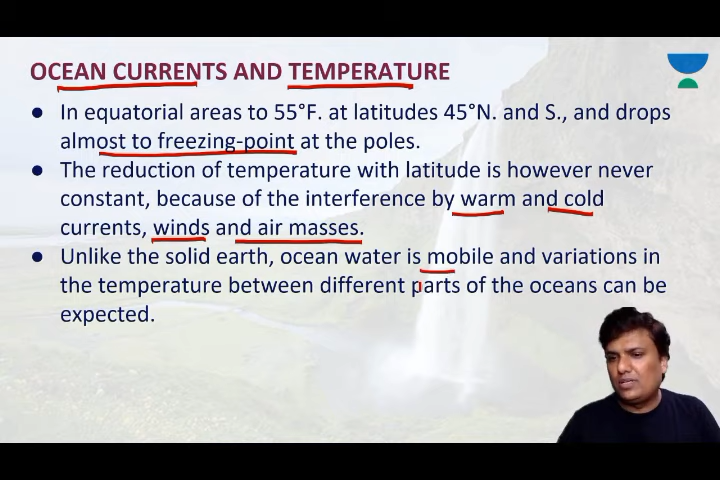 OCEAN CURRENTS AND TEMPERATURE
● In equatorial areas to 55°F. at latitudes 45°N. and S., and drops
almost to freezing-point at the poles.
● The reduction of temperature with latitude is however never
constant, because of the interference by warm and cold
currents, winds and air masses.
● Unlike the solid earth, ocean water is mobile and variations in
the temperature between different parts of the oceans can be
expected.